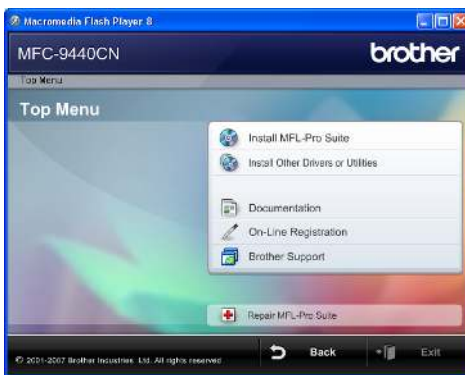 Macromedia Flash Player 8
MFC-9440CN
brother
Top Menu
Top Menu
Install MFL-Pro Suite
Install Other Drivers or Utilities
Documentation
On-Line Registration
Brother Support
Repair MFL-Pro Suite
© 2001-2007 Brother Industries, Ltd. All rights reserved.
Back
Exit